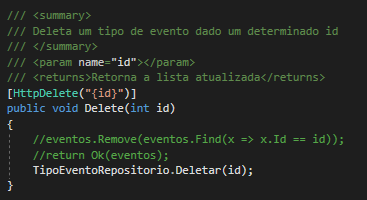 /// <summary>
/// Deleta um tipo de evento dado um determinado id
/// </summary>
/// <param name="id"></param>
/// <returns>Retorna a lista atualizada</returns>
[HttpDelete("{id}")]
public void Delete(int id)
{
    //eventos.Remove(eventos.Find(x => x.Id == id));
    //return Ok(eventos);
    TipoEventoRepositorio.Deletar(id);
}